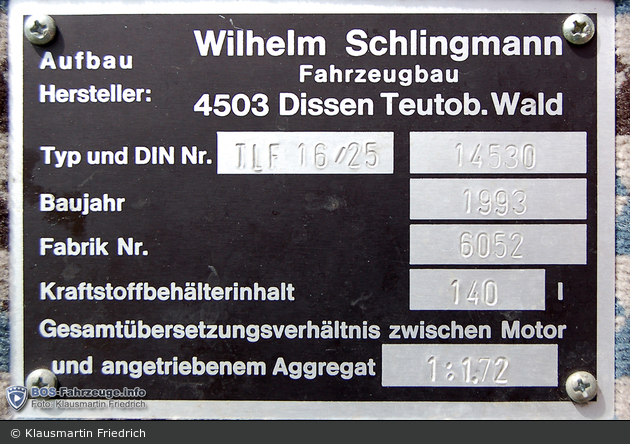 Aufbau Wilhelm Schlingmann
Fahrzeugbau
Hersteller: 4503 Dissen Teutob. Wald
Typ und DIN Nr. TLF 16/25 14530
Baujahr 1993
Fabrik Nr. 6052
Kraftstoffbehälterinhalt 140 l
Gesamtübersetzungsverhältnis zwischen Motor
und angetriebenem Aggregat 1:1,72
BOS-Fahrzeuge.info
Foto: Klausmartin Friedrich
© Klausmartin Friedrich